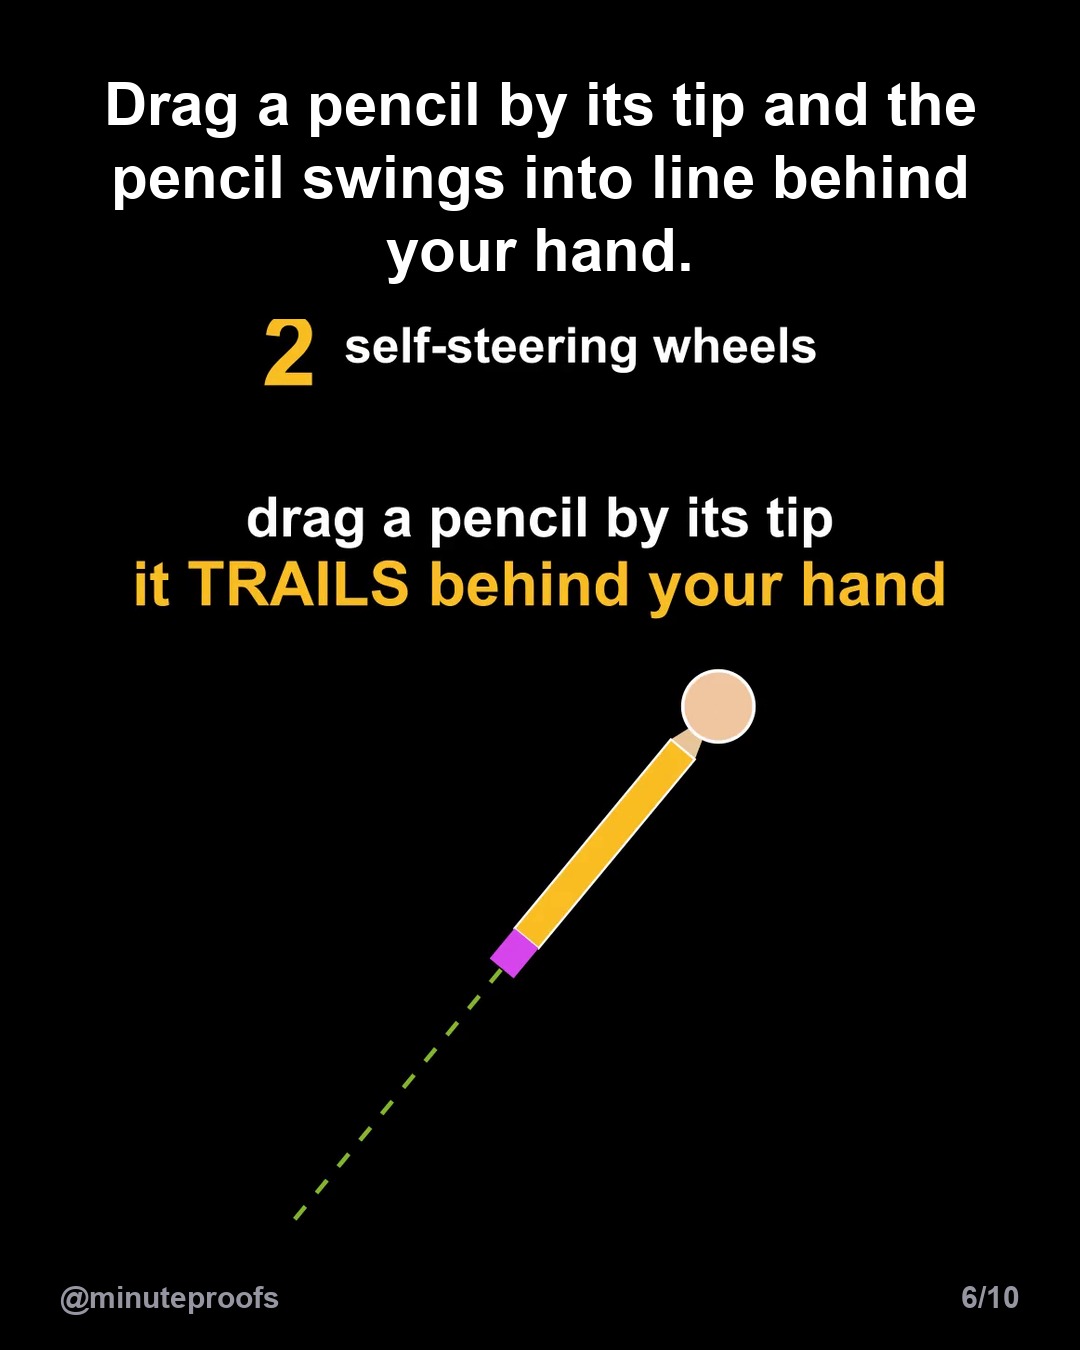 Drag a pencil by its tip and the
pencil swings into line behind
your hand.
2 self-steering wheels
drag a pencil by its tip
it TRAILS behind your hand
@minuteproofs
6/10